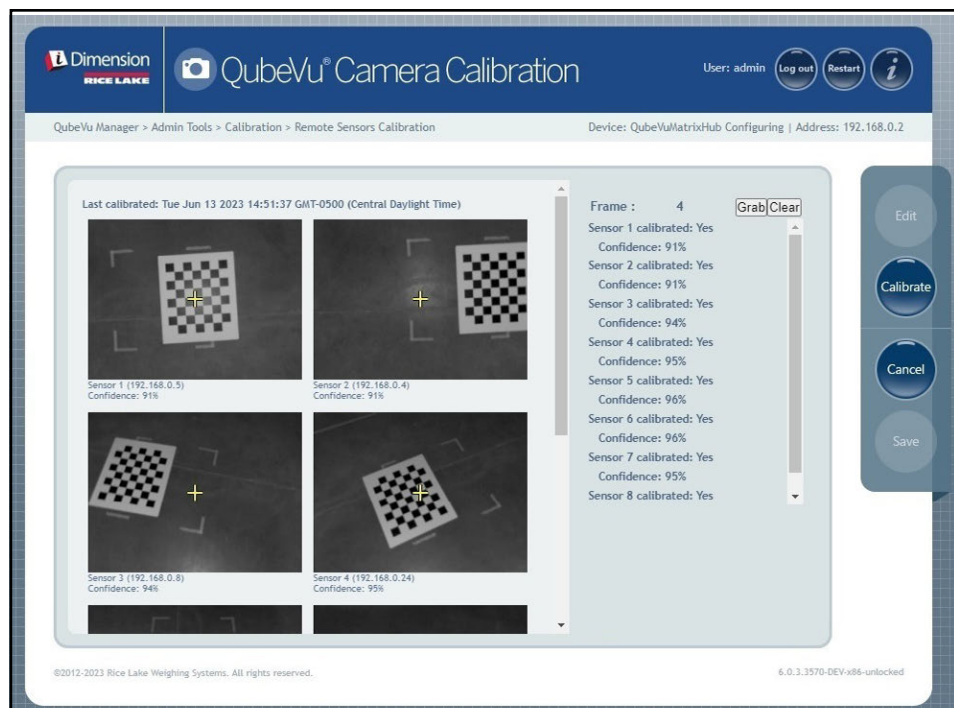 iDimension
RICE LAKE
QubeVu® Camera Calibration
User: admin
Log out
Restart
i
QubeVu Manager > Admin Tools > Calibration > Remote Sensors Calibration
Device: QubeVuMatrixHub Configuring | Address: 192.168.0.2
Last calibrated: Tue Jun 13 2023 14:51:37 GMT-0500 (Central Daylight Time)
Sensor 1 (192.168.0.5)
Confidence: 91%
Sensor 2 (192.168.0.4)
Confidence: 91%
Sensor 3 (192.168.0.8)
Confidence: 94%
Sensor 4 (192.168.0.24)
Confidence: 95%
Frame : 4
Grab
Clear
Sensor 1 calibrated: Yes
Confidence: 91%
Sensor 2 calibrated: Yes
Confidence: 91%
Sensor 3 calibrated: Yes
Confidence: 94%
Sensor 4 calibrated: Yes
Confidence: 95%
Sensor 5 calibrated: Yes
Confidence: 96%
Sensor 6 calibrated: Yes
Confidence: 96%
Sensor 7 calibrated: Yes
Confidence: 95%
Sensor 8 calibrated: Yes
Edit
Calibrate
Cancel
Save
©2012-2023 Rice Lake Weighing Systems. All rights reserved.
6.0.3.3570-DEV-x86-unlocked